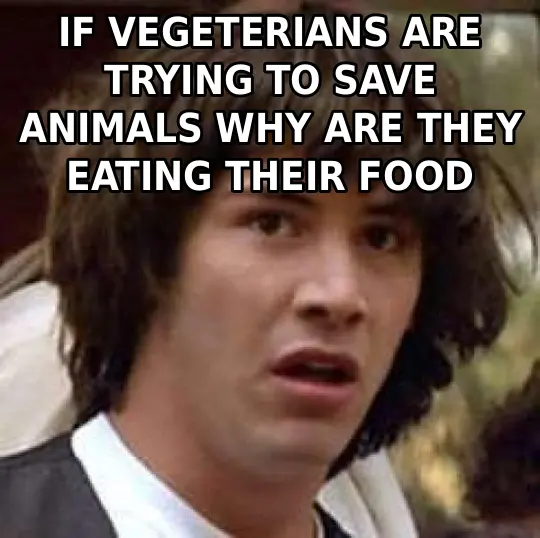 IF VEGETERIANS ARE
TRYING TO SAVE
ANIMALS WHY ARE THEY
EATING THEIR FOOD